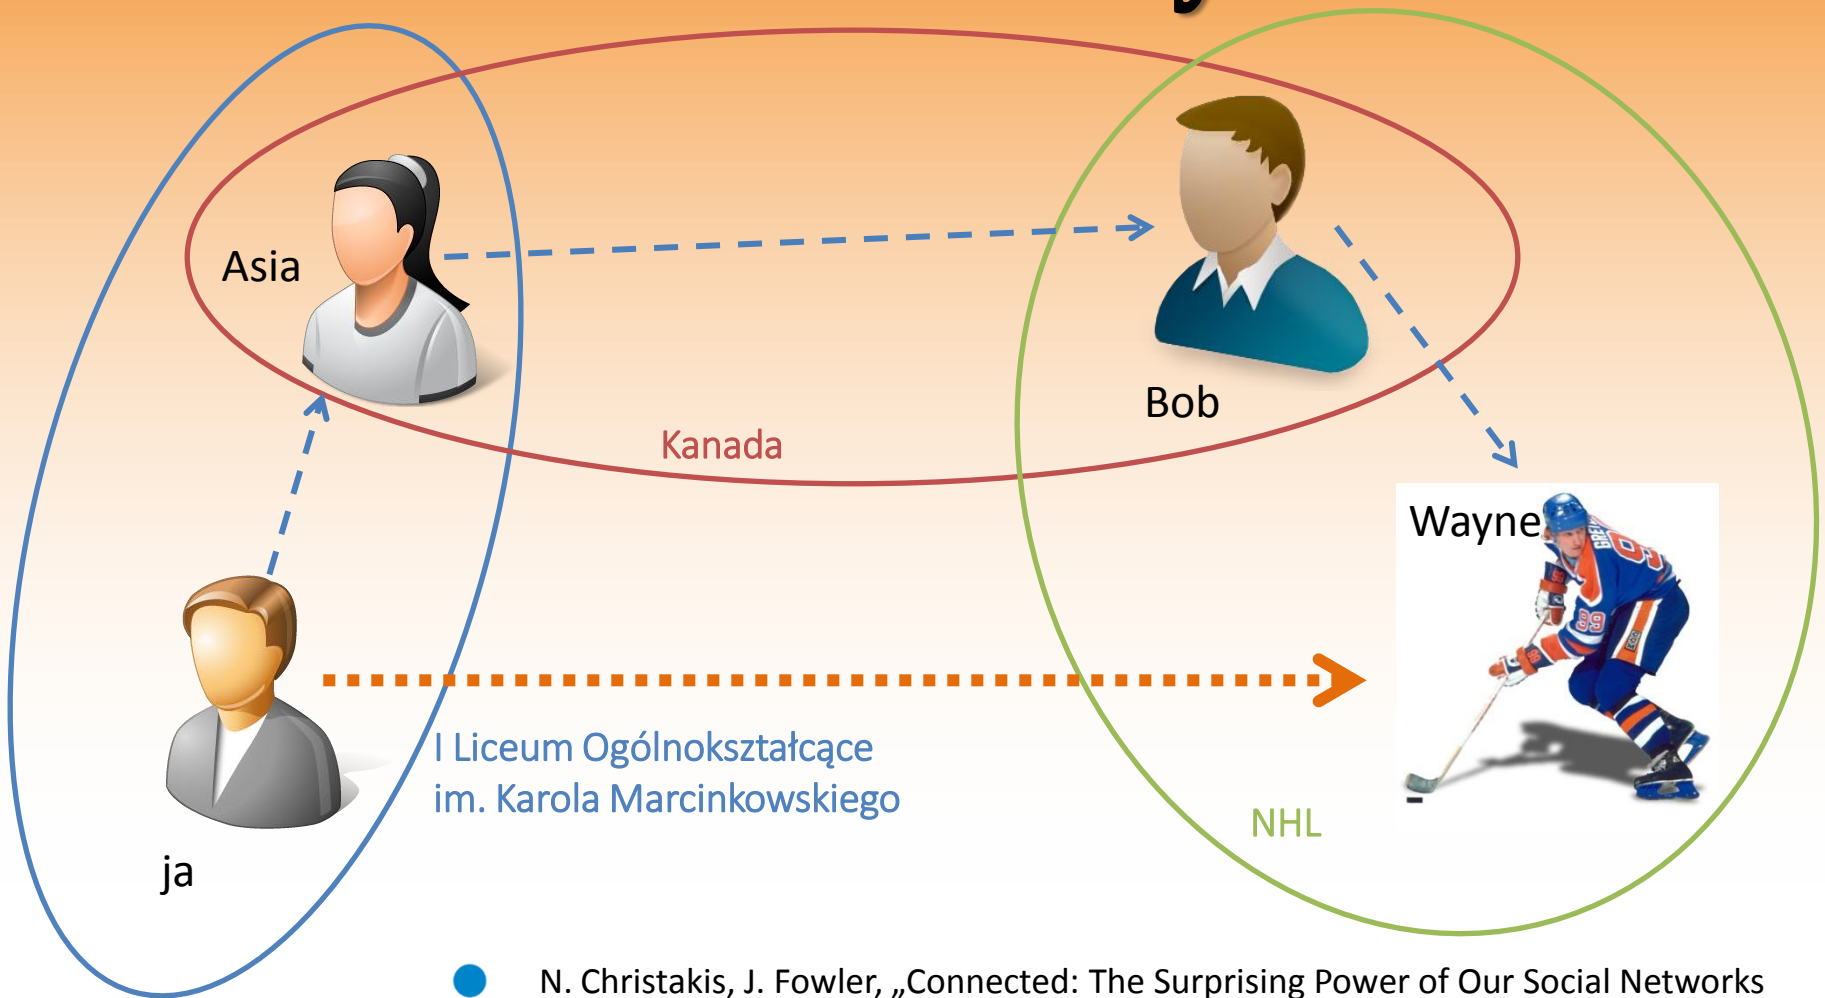 Asia
Bob
Kanada
Wayne
99
I Liceum Ogólnokształcące
im. Karola Marcinkowskiego
NHL
ja
N. Christakis, J. Fowler, „Connected: The Surprising Power of Our Social Networks